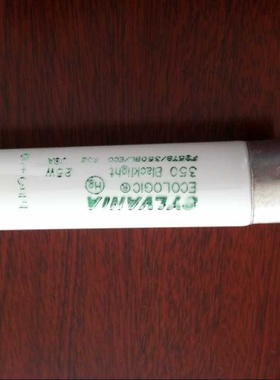 SYLVANIA
ECOLOGIC® Hg
350 Blacklight
F25T8/350BL/ECO
25W USA